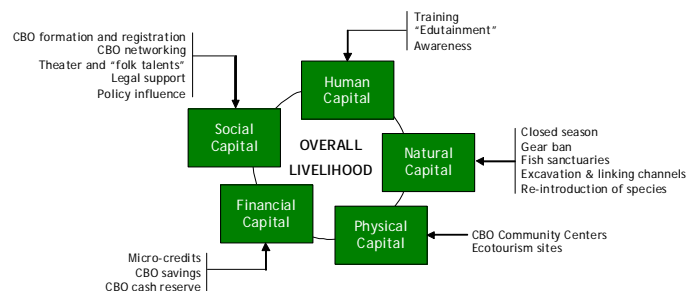 Training
"Edutainment"
Awareness
CBO formation and registration
CBO networking
Theater and "folk talents"
Legal support
Policy influence
Human
Capital
Social
Capital
OVERALL
LIVELIHOOD
Natural
Capital
Closed season
Gear ban
Fish sanctuaries
Excavation & linking channels
Re-introduction of species
Financial
Capital
Physical
Capital
CBO Community Centers
Ecotourism sites
Micro-credits
CBO savings
CBO cash reserve